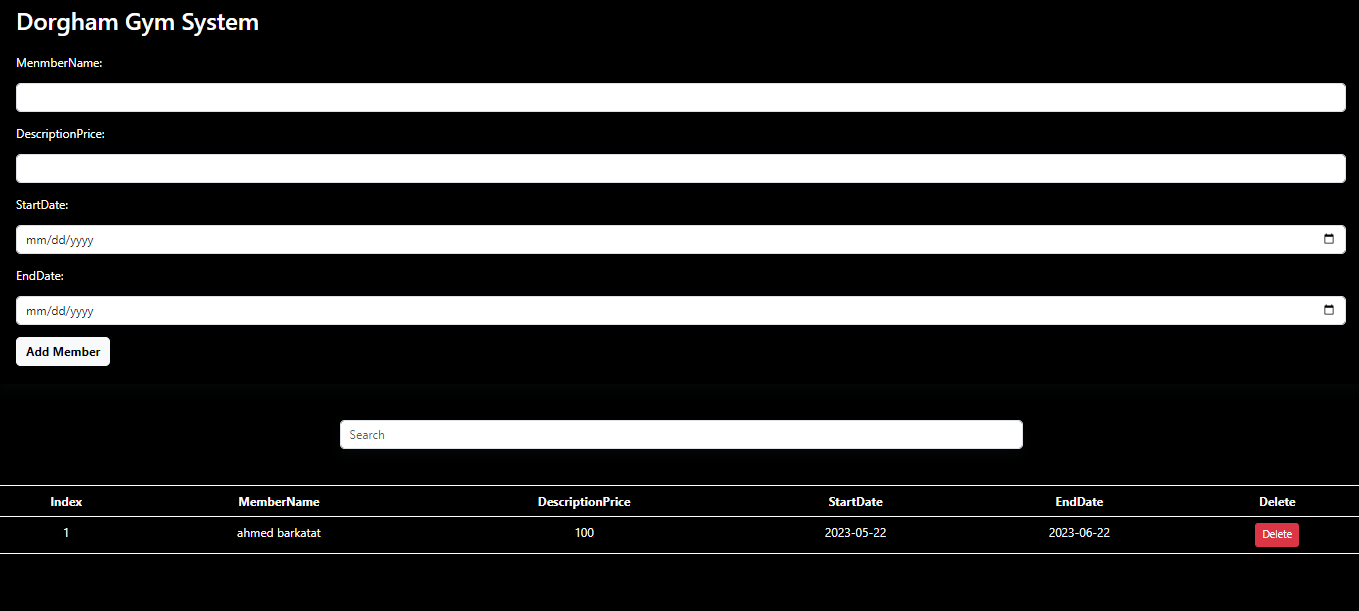 Dorgham Gym System
MenmberName:
DescriptionPrice:
StartDate:
mm/dd/yyyy
EndDate:
mm/dd/yyyy
Add Member
Search
Index MemberName DescriptionPrice StartDate EndDate Delete
1 ahmed barkatat 100 2023-05-22 2023-06-22 Delete